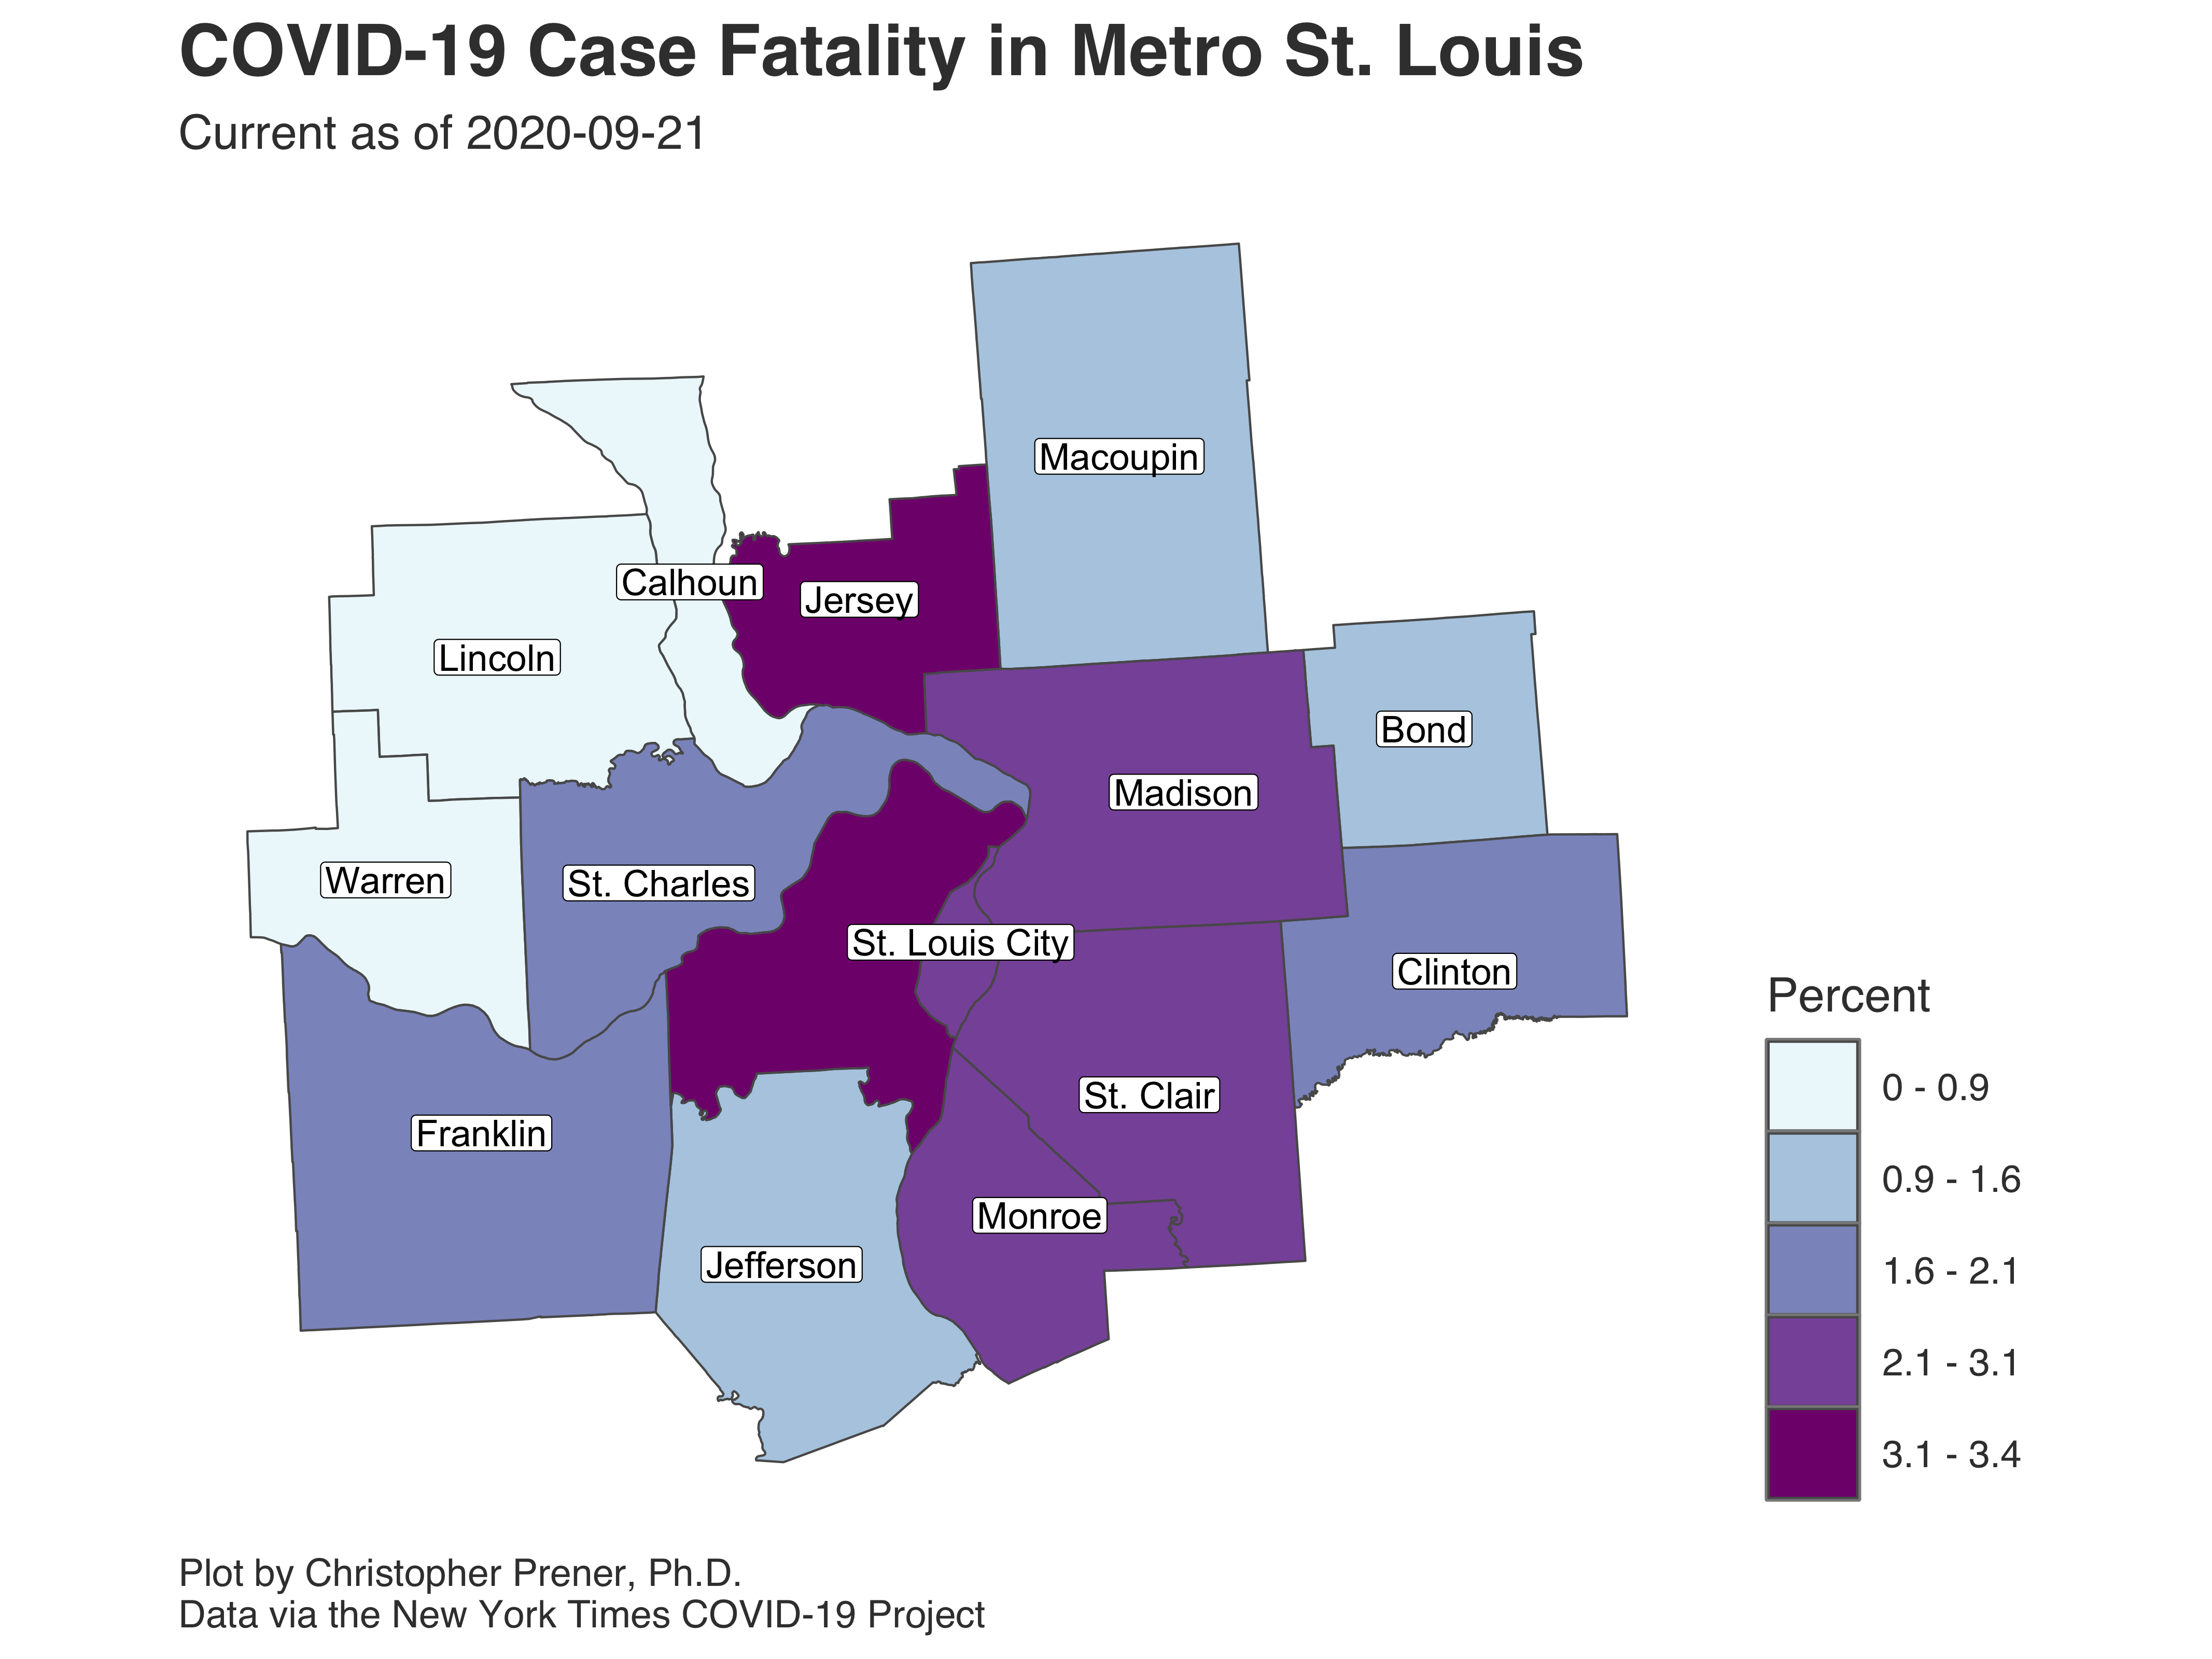 COVID-19 Case Fatality in Metro St. Louis
Current as of 2020-09-21
Macoupin
Calhoun
Jersey
Lincoln
Bond
Madison
Warren
St. Charles
St. Louis City
Clinton
St. Clair
Franklin
Monroe
Jefferson
Percent
0 - 0.9
0.9 - 1.6
1.6 - 2.1
2.1 - 3.1
3.1 - 3.4
Plot by Christopher Prener, Ph.D.
Data via the New York Times COVID-19 Project